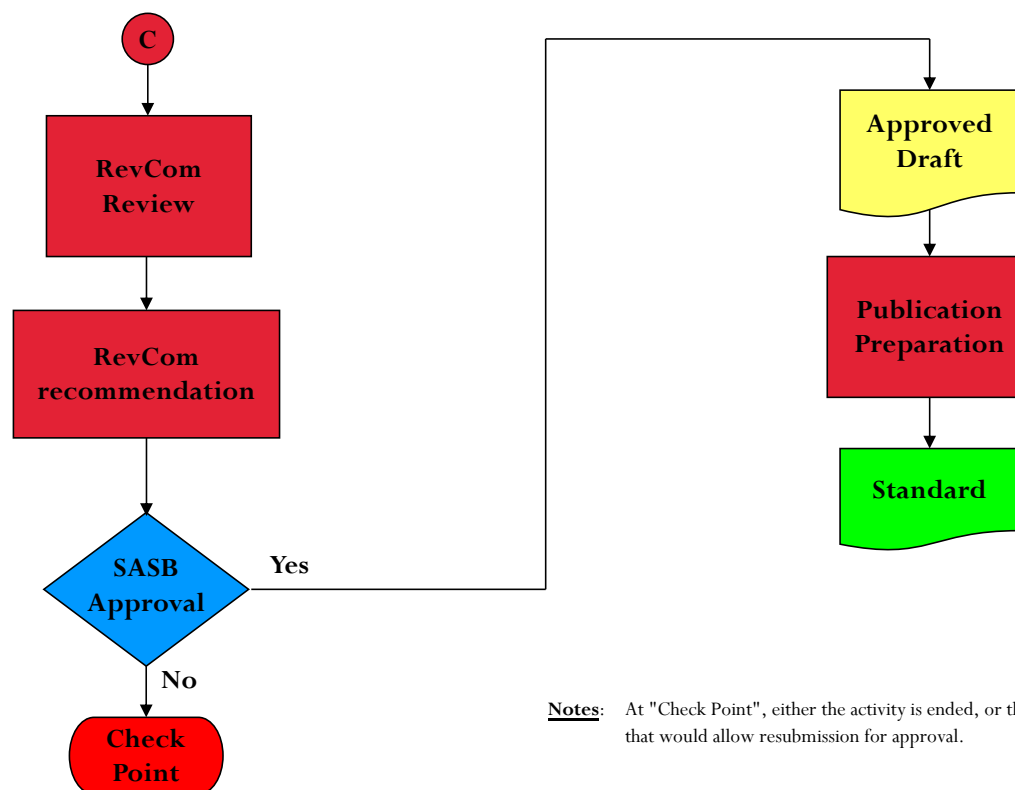 C
RevCom
Review
RevCom
recommendation
SASB
Approval
Yes
No
Check
Point
Approved
Draft
Publication
Preparation
Standard
Notes: At "Check Point", either the activity is ended, or
that would allow resubmission for approval.